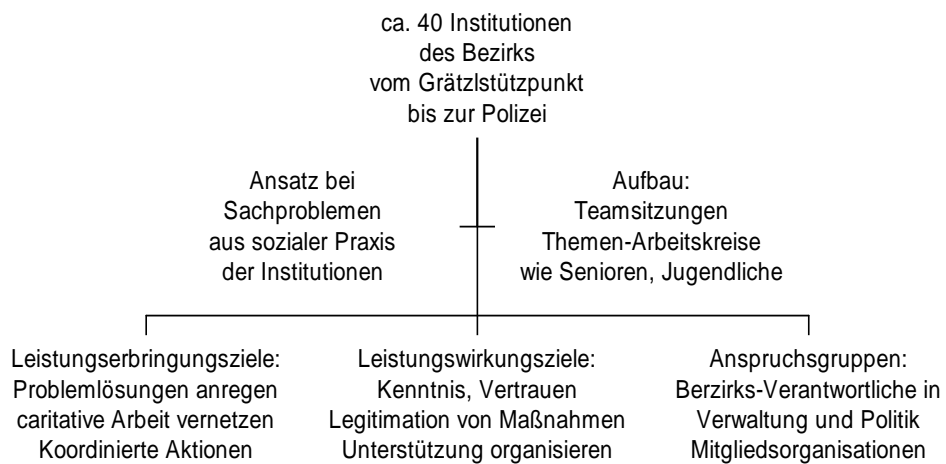 ca. 40 Institutionen
des Bezirks
vom Grätzlstützpunkt
bis zur Polizei
Ansatz bei
Sachproblemen
aus sozialer Praxis
der Institutionen
Aufbau:
Teamsitzungen
Themen-Arbeitskreise
wie Senioren, Jugendliche
Leistungserbringungsziele:
Problemlösungen anregen
caritative Arbeit vernetzen
Koordinierte Aktionen
Leistungswirkungsziele:
Kenntnis, Vertrauen
Legitimation von Maßnahmen
Unterstützung organisieren
Anspruchsgruppen:
Berzirks-Verantwortliche in
Verwaltung und Politik
Mitgliedsorganisationen